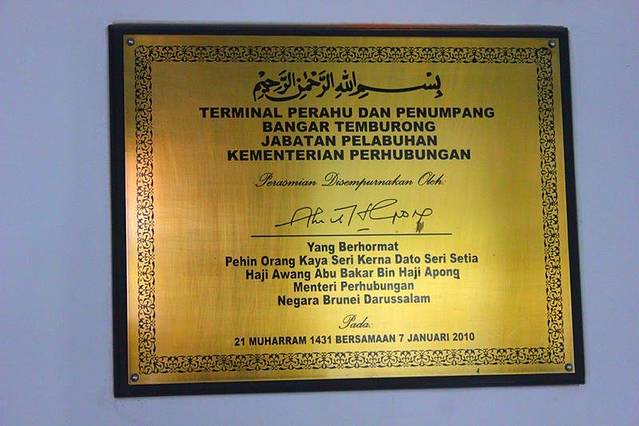 بسم الله الرحمن الرحيم
TERMINAL PERAHU DAN PENUMPANG
BANGAR TEMBURONG
JABATAN PELABUHAN
KEMENTERIAN PERHUBUNGAN
Perasmian Disempurnakan Oleh:
Yang Berhormat
Pehin Orang Kaya Seri Kerna Dato Seri Setia
Haji Awang Abu Bakar Bin Haji Apong
Menteri Perhubungan
Negara Brunei Darussalam
Pada:
21 MUHARRAM 1431 BERSAMAAN 7 JANUARI 2010